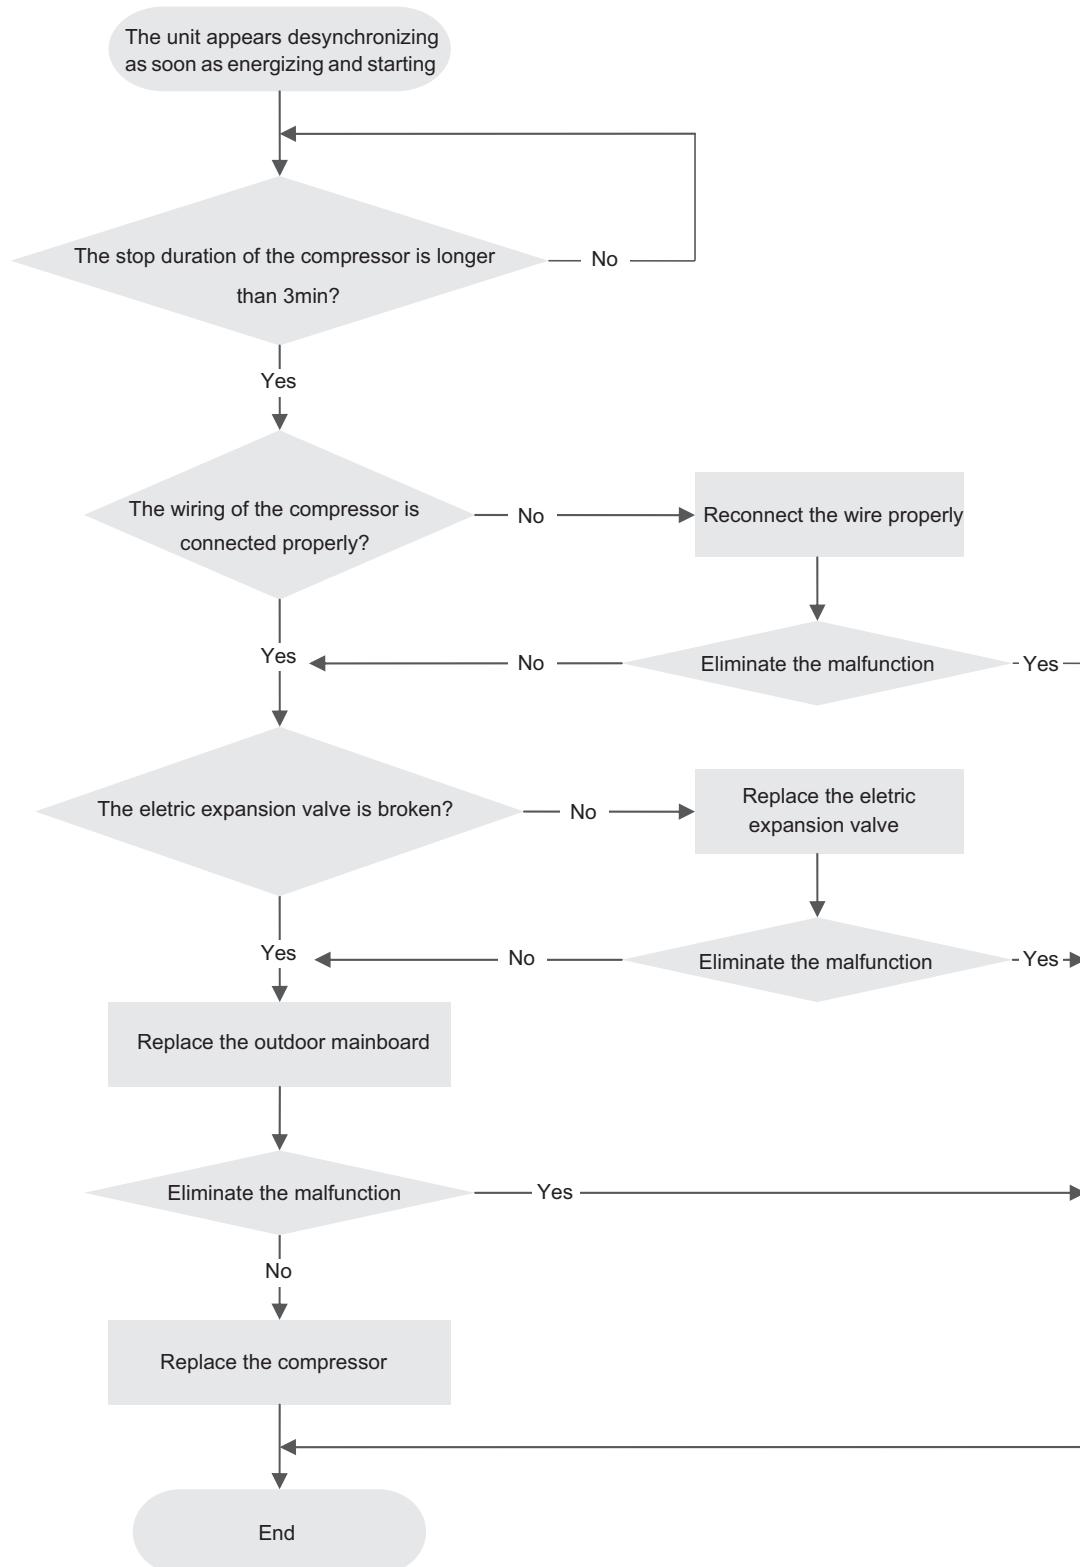 The unit appears desynchronizing
as soon as energizing and starting
The stop duration of the compressor is longer
than 3min?
No
Yes
The wiring of the compressor is
connected properly?
No
Reconnect the wire properly
Yes
No
Eliminate the malfunction
Yes
The eletric expansion valve is broken?
No
Replace the eletric
expansion valve
Yes
No
Eliminate the malfunction
Yes
Replace the outdoor mainboard
Eliminate the malfunction
Yes
No
Replace the compressor
End